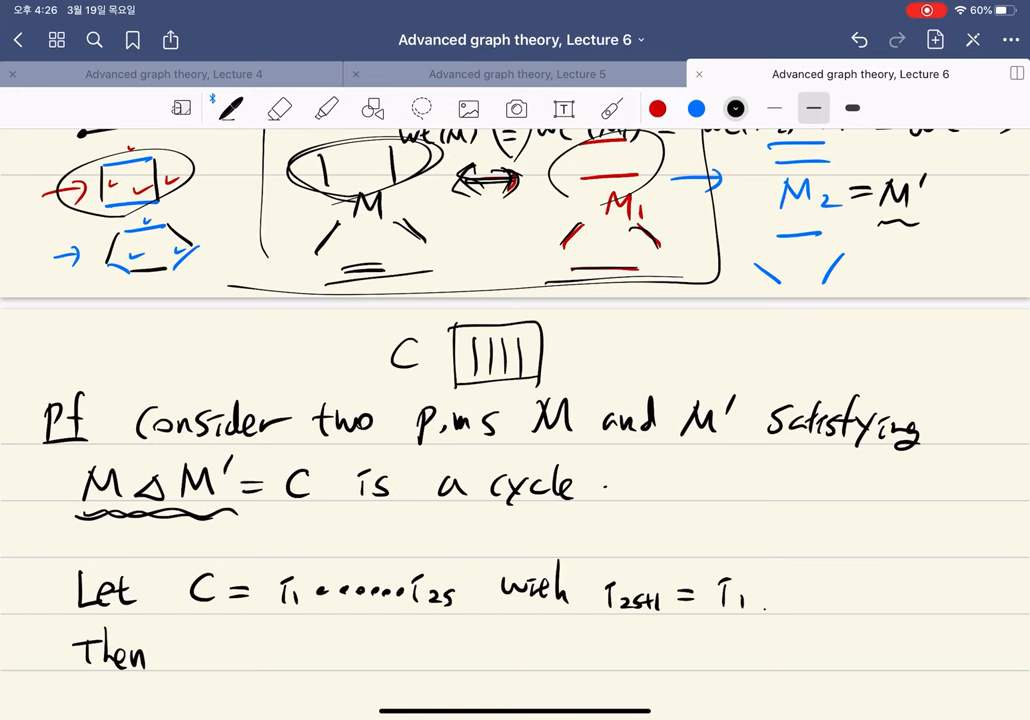 오후 4:26 3월 19일 목요일 60%
Advanced graph theory, Lecture 6
Advanced graph theory, Lecture 4
Advanced graph theory, Lecture 5
Advanced graph theory, Lecture 6
M
M₁
M₂ = M'
C
Pf Consider two p.ms M and M' satisfying
M △ M' = C is a cycle.
Let C = i₁ ...... i₂ₛ with i₂ₛ₊₁ = i₁.
Then